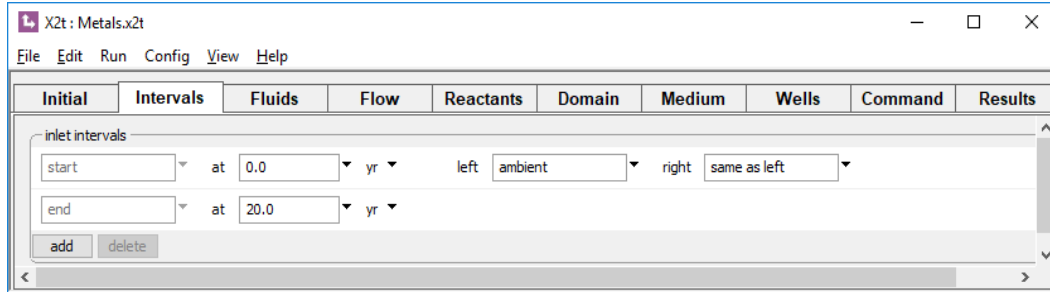 X2t : Metals.x2t
File Edit Run Config View Help
Initial Intervals Fluids Flow Reactants Domain Medium Wells Command Results
inlet intervals
start at 0.0 yr left ambient right same as left
end at 20.0 yr
add delete